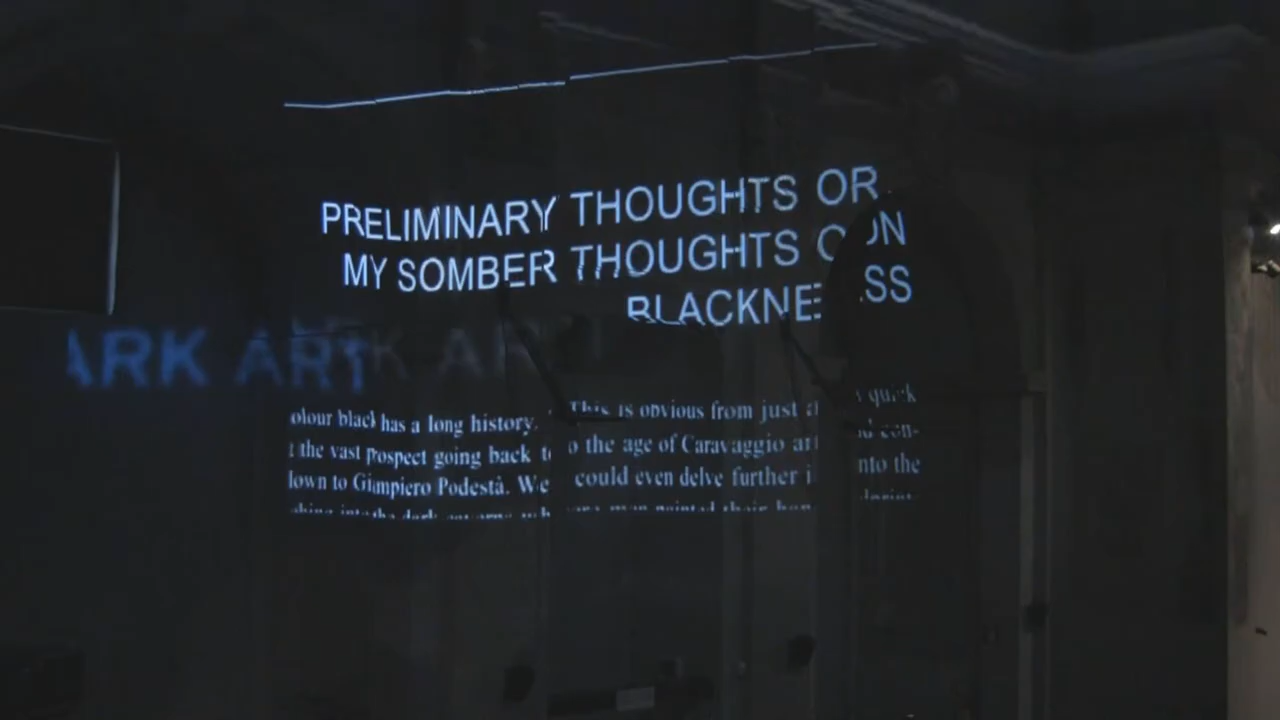 PRELIMINARY THOUGHTS OR
MY SOMBER THOUGHTS ON
BLACKNESS
ARK ART
olour black has a long history. This is obvious from just a quick
the vast prospect going back to the age of Caravaggio and con-
down to Giampiero Podestà. We could even delve further into the